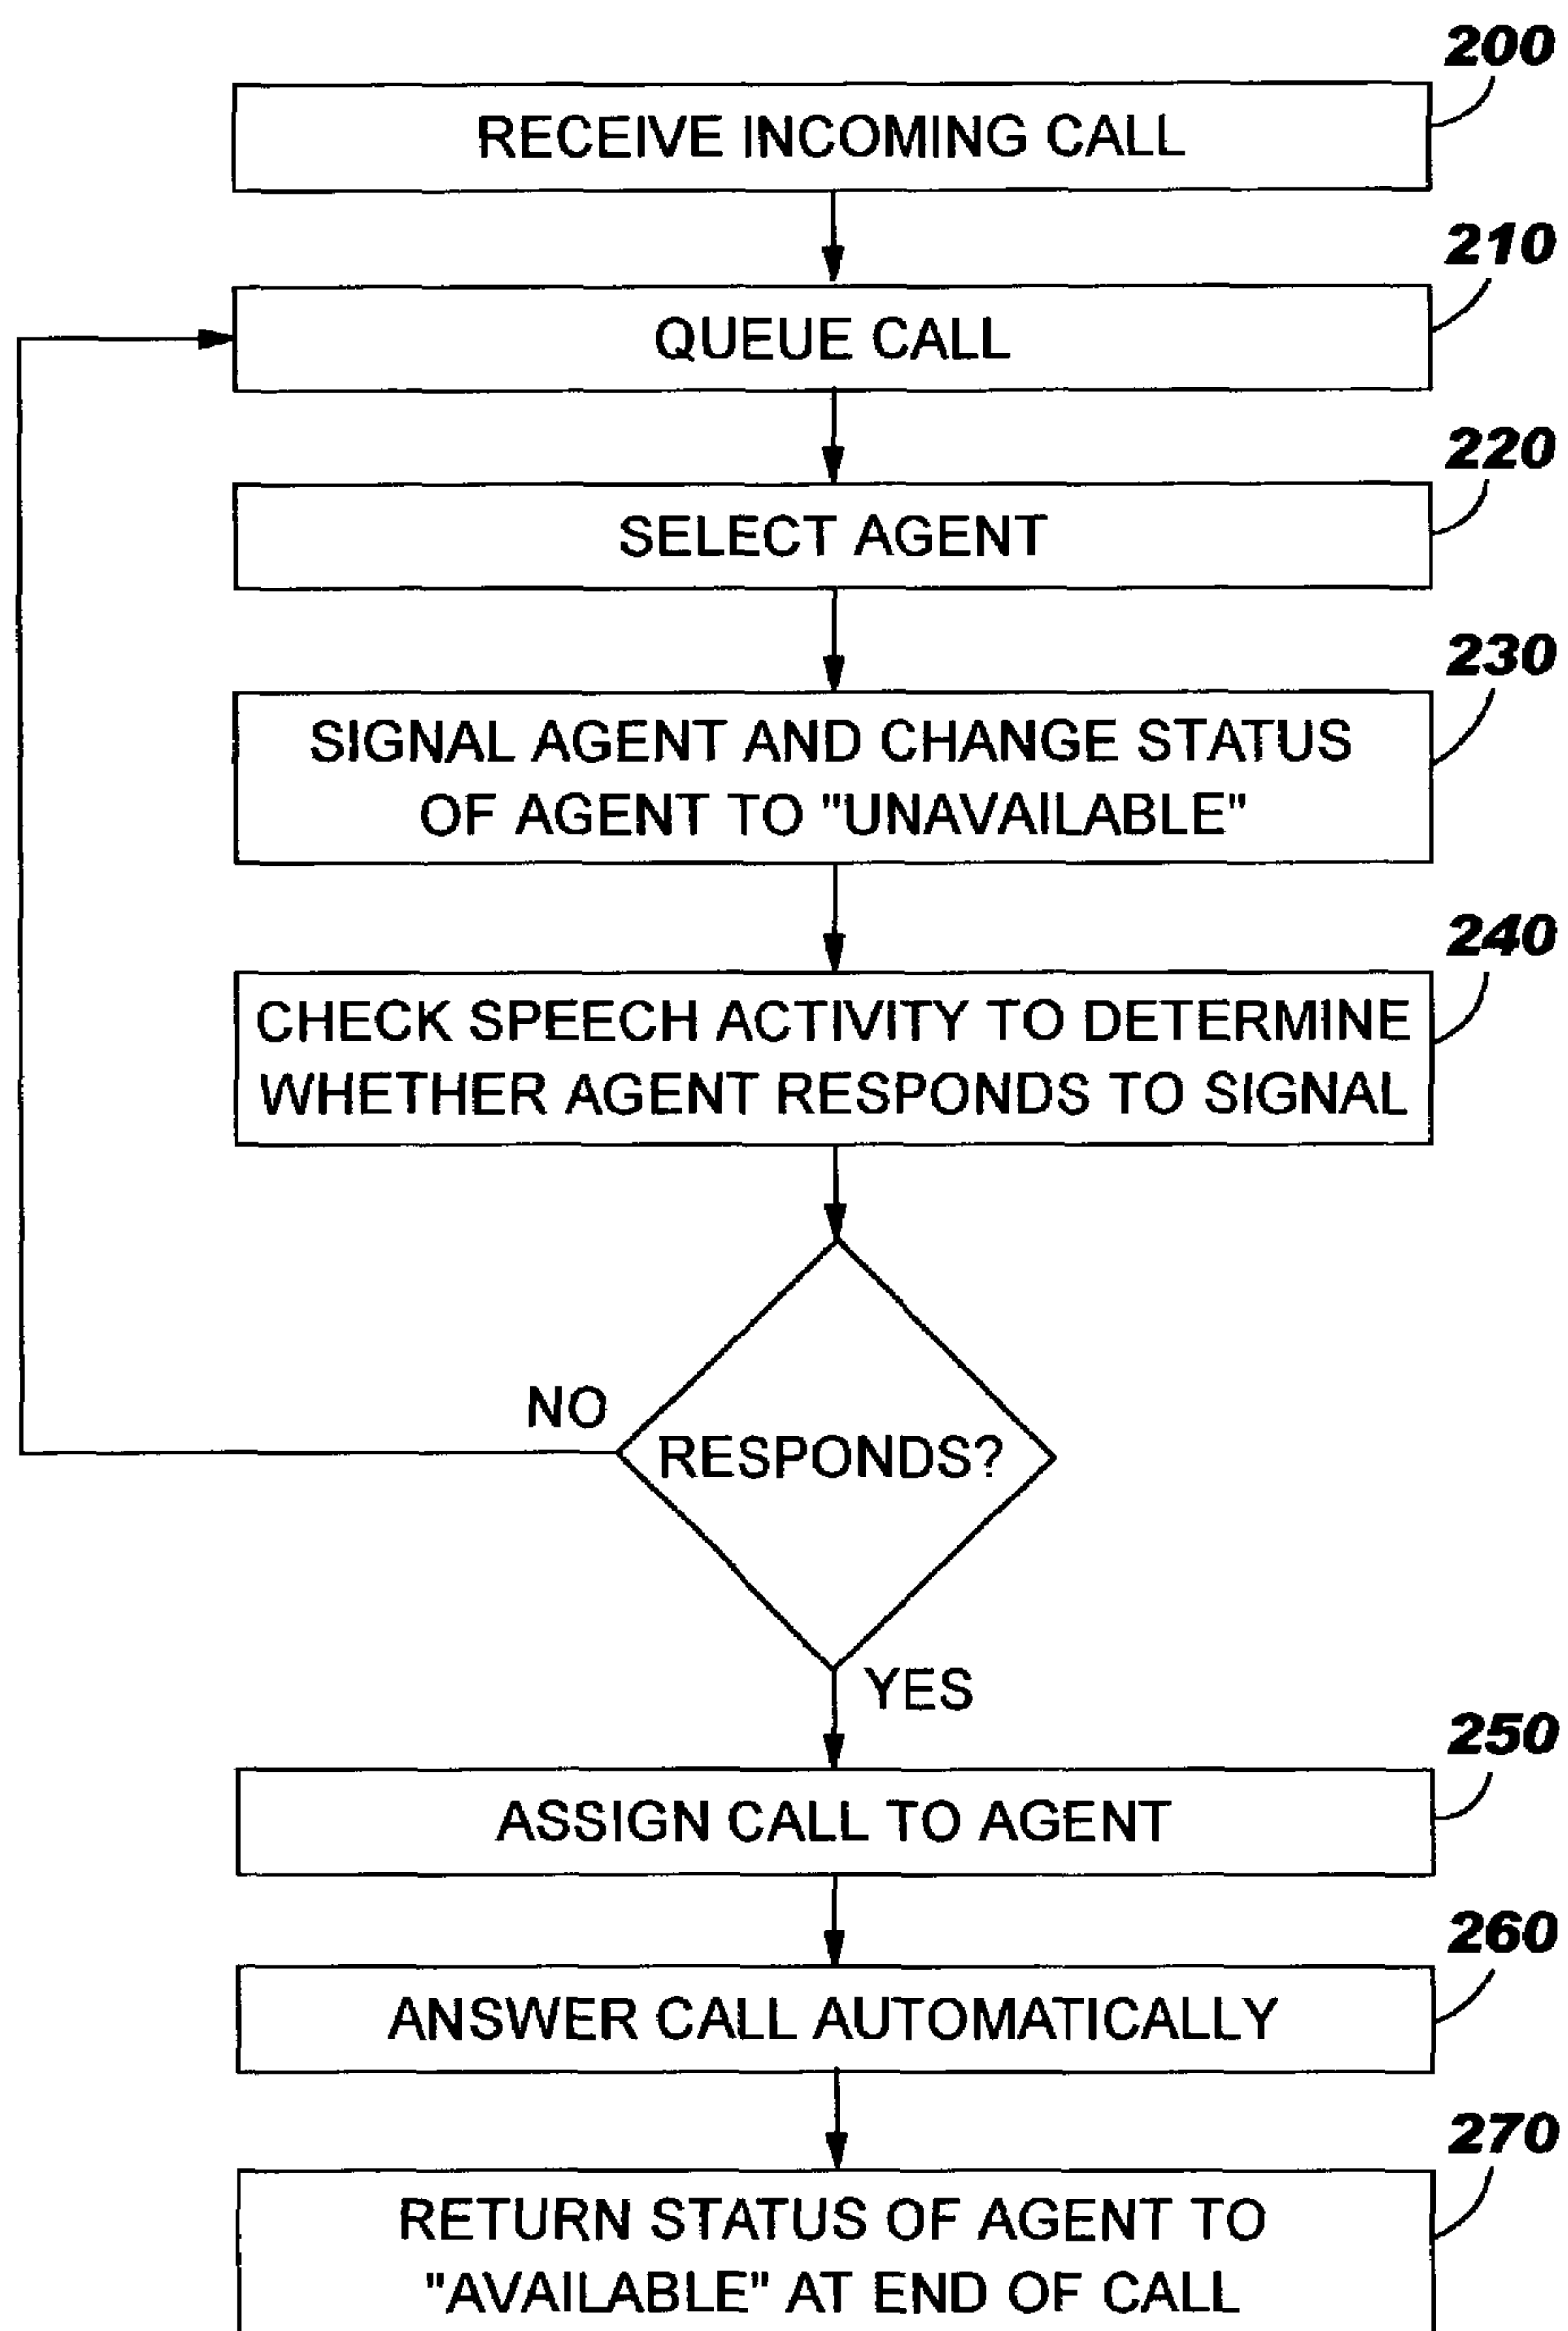 200
RECEIVE INCOMING CALL
210
QUEUE CALL
220
SELECT AGENT
230
SIGNAL AGENT AND CHANGE STATUS
OF AGENT TO "UNAVAILABLE"
240
CHECK SPEECH ACTIVITY TO DETERMINE
WHETHER AGENT RESPONDS TO SIGNAL
NO
RESPONDS?
YES
250
ASSIGN CALL TO AGENT
260
ANSWER CALL AUTOMATICALLY
270
RETURN STATUS OF AGENT TO
"AVAILABLE" AT END OF CALL